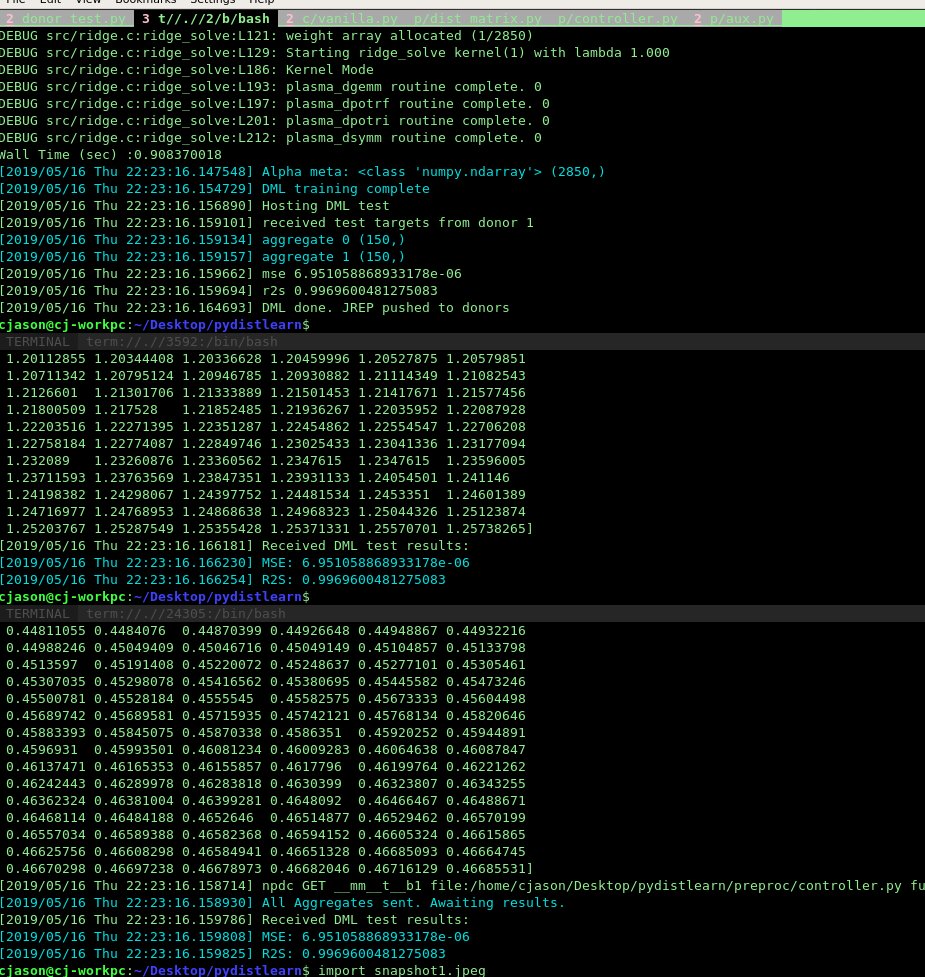 File Edit View Bookmarks Settings Help
2 donor_test.py 3 t//.//2/b/bash 2 c/vanilla.py p/dist_matrix.py p/controller.py 2 p/aux.py
DEBUG src/ridge.c:ridge_solve:L121: weight array allocated (1/2850)
DEBUG src/ridge.c:ridge_solve:L129: Starting ridge_solve kernel(1) with lambda 1.000
DEBUG src/ridge.c:ridge_solve:L186: Kernel Mode
DEBUG src/ridge.c:ridge_solve:L193: plasma_dgemm routine complete. 0
DEBUG src/ridge.c:ridge_solve:L197: plasma_dpotrf routine complete. 0
DEBUG src/ridge.c:ridge_solve:L201: plasma_dpotri routine complete. 0
DEBUG src/ridge.c:ridge_solve:L212: plasma_dsymm routine complete. 0
Wall Time (sec) :0.908370018
[2019/05/16 Thu 22:23:16.147548] Alpha meta: <class 'numpy.ndarray'> (2850,)
[2019/05/16 Thu 22:23:16.154729] DML training complete
[2019/05/16 Thu 22:23:16.156890] Hosting DML test
[2019/05/16 Thu 22:23:16.159101] received test targets from donor 1
[2019/05/16 Thu 22:23:16.159134] aggregate 0 (150,)
[2019/05/16 Thu 22:23:16.159157] aggregate 1 (150,)
[2019/05/16 Thu 22:23:16.159662] mse 6.951058868933178e-06
[2019/05/16 Thu 22:23:16.159694] r2s 0.9969600481275083
[2019/05/16 Thu 22:23:16.164693] DML done. JREP pushed to donors
cjason@cj-workpc:~/Desktop/pydistlearn$
TERMINAL term://.//3592:/bin/bash
1.20112855 1.20344408 1.20336628 1.20459996 1.20527875 1.20579851
1.20711342 1.20795124 1.20946785 1.20930882 1.21114349 1.21082543
1.2126601 1.21301706 1.21333889 1.21501453 1.21417671 1.21577456
1.21800509 1.217528 1.21852485 1.21936267 1.22035952 1.22087928
1.22203516 1.22271395 1.22351287 1.22454862 1.22554547 1.22706208
1.22758184 1.22774087 1.22849746 1.23025433 1.23041336 1.23177094
1.232089 1.23260876 1.23360562 1.2347615 1.2347615 1.23596005
1.23711593 1.23763569 1.23847351 1.23931133 1.24054501 1.241146
1.24198382 1.24298067 1.24397752 1.24481534 1.2453351 1.24601389
1.24716977 1.24768953 1.24868638 1.24968323 1.25044326 1.25123874
1.25203767 1.25287549 1.25355428 1.25371331 1.25570701 1.25738265]
[2019/05/16 Thu 22:23:16.166181] Received DML test results:
[2019/05/16 Thu 22:23:16.166230] MSE: 6.951058868933178e-06
[2019/05/16 Thu 22:23:16.166254] R2S: 0.9969600481275083
cjason@cj-workpc:~/Desktop/pydistlearn$
TERMINAL term://.//24305:/bin/bash
0.44811055 0.4484076 0.44870399 0.44926648 0.44948867 0.44932216
0.44988246 0.45049409 0.45046716 0.45049149 0.45104857 0.45133798
0.4513597 0.45191408 0.45220072 0.45248637 0.45277101 0.45305461
0.45307035 0.45298078 0.45416562 0.45380695 0.45445582 0.45473246
0.45500781 0.45528184 0.4555545 0.45582575 0.45673333 0.45604498
0.45689742 0.45689581 0.45715935 0.45742121 0.45768134 0.45820646
0.45883393 0.45845075 0.45870338 0.4586351 0.45920252 0.45944891
0.4596931 0.45993501 0.46081234 0.46009283 0.46064638 0.46087847
0.46137471 0.46165353 0.46155857 0.4617796 0.46199764 0.46221262
0.46242443 0.46289978 0.46283818 0.4630399 0.46323807 0.46343255
0.46362324 0.46381004 0.46399281 0.4648092 0.46466467 0.46488671
0.46468114 0.46484188 0.4652646 0.46514877 0.46529462 0.46570199
0.46557034 0.46589388 0.46582368 0.46594152 0.46605324 0.46615865
0.46625756 0.46608298 0.46584941 0.46651328 0.46685093 0.46664745
0.46670298 0.46697238 0.46678973 0.46682046 0.46716129 0.46685531]
[2019/05/16 Thu 22:23:16.158714] npdc GET __mm__t__b1 file:/home/cjason/Desktop/pydistlearn/preproc/controller.py fu
[2019/05/16 Thu 22:23:16.158930] All Aggregates sent. Awaiting results.
[2019/05/16 Thu 22:23:16.159786] Received DML test results:
[2019/05/16 Thu 22:23:16.159808] MSE: 6.951058868933178e-06
[2019/05/16 Thu 22:23:16.159825] R2S: 0.9969600481275083
cjason@cj-workpc:~/Desktop/pydistlearn$ import snapshot1.jpeg